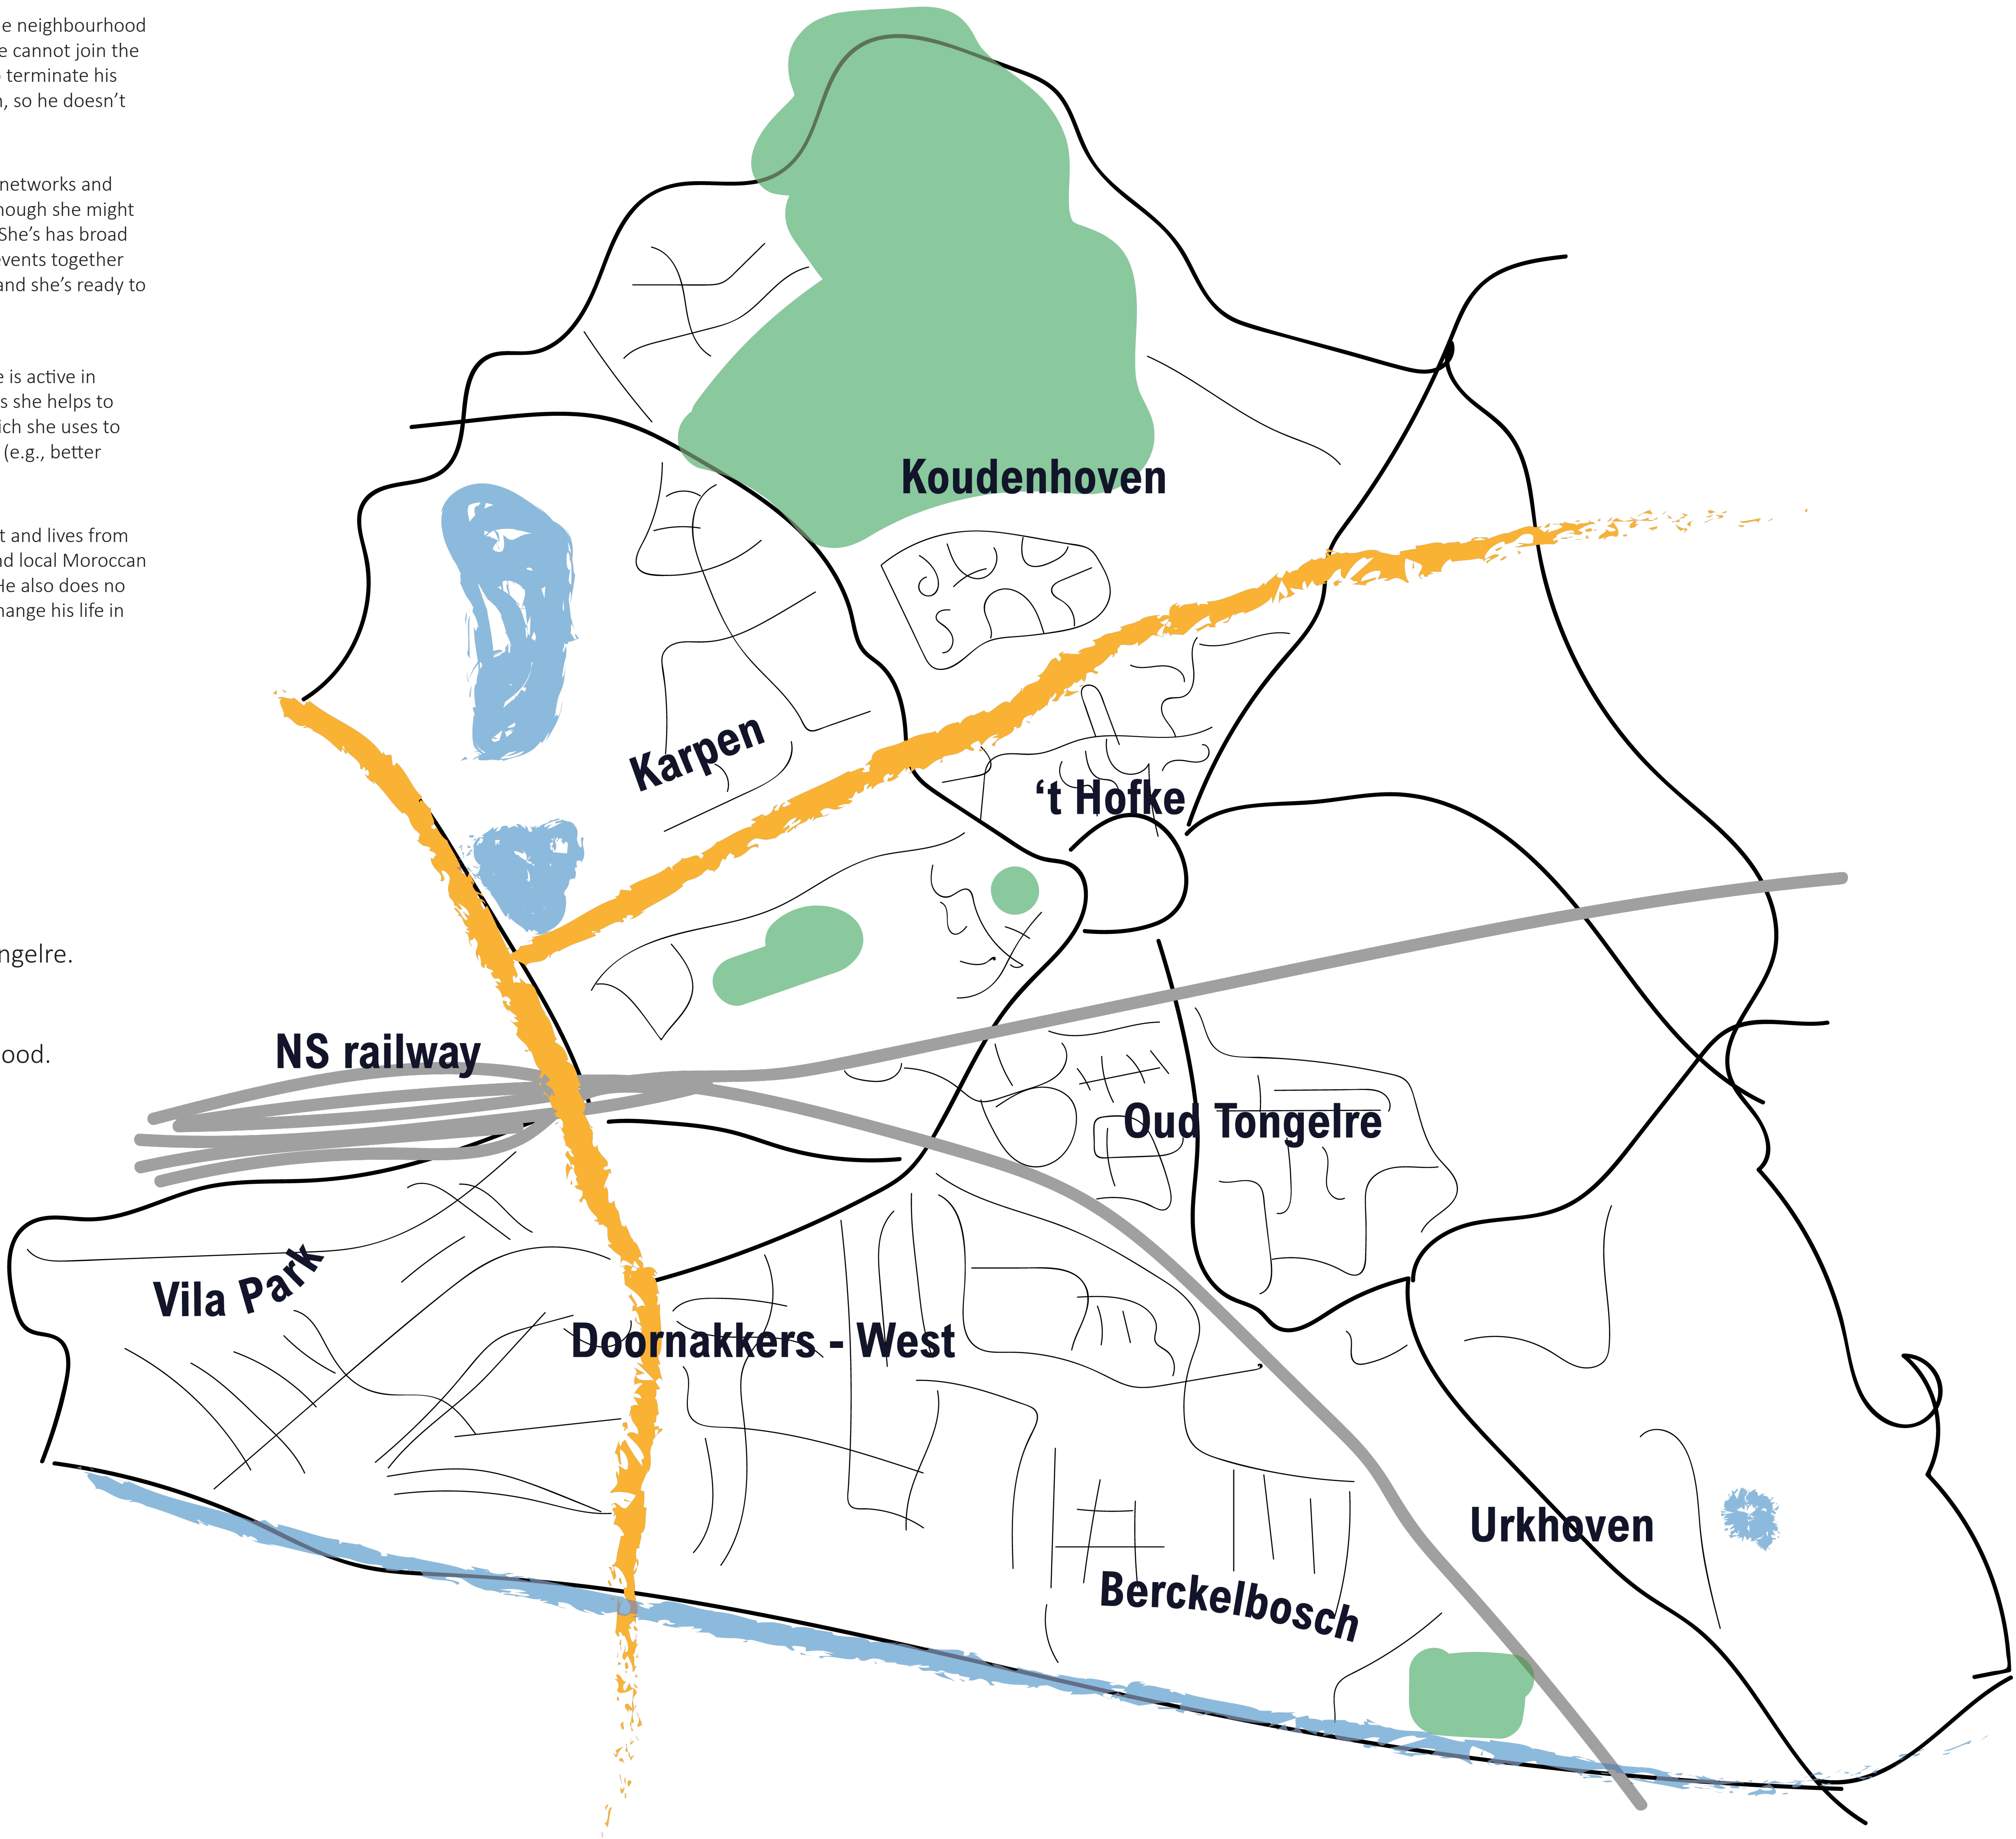 e neighbourhood
e cannot join the
terminate his
, so he doesn’t
networks and
hough she might
She’s has broad
events together
and she’s ready to
e is active in
s she helps to
ich she uses to
(e.g., better
t and lives from
nd local Moroccan
He also does no
hange his life in
ngelre.
ood.
Koudenhoven
Karpen
‘t Hofke
NS railway
Oud Tongelre
Vila Park
Doornakkers - West
Urkhoven
Berckelbosch